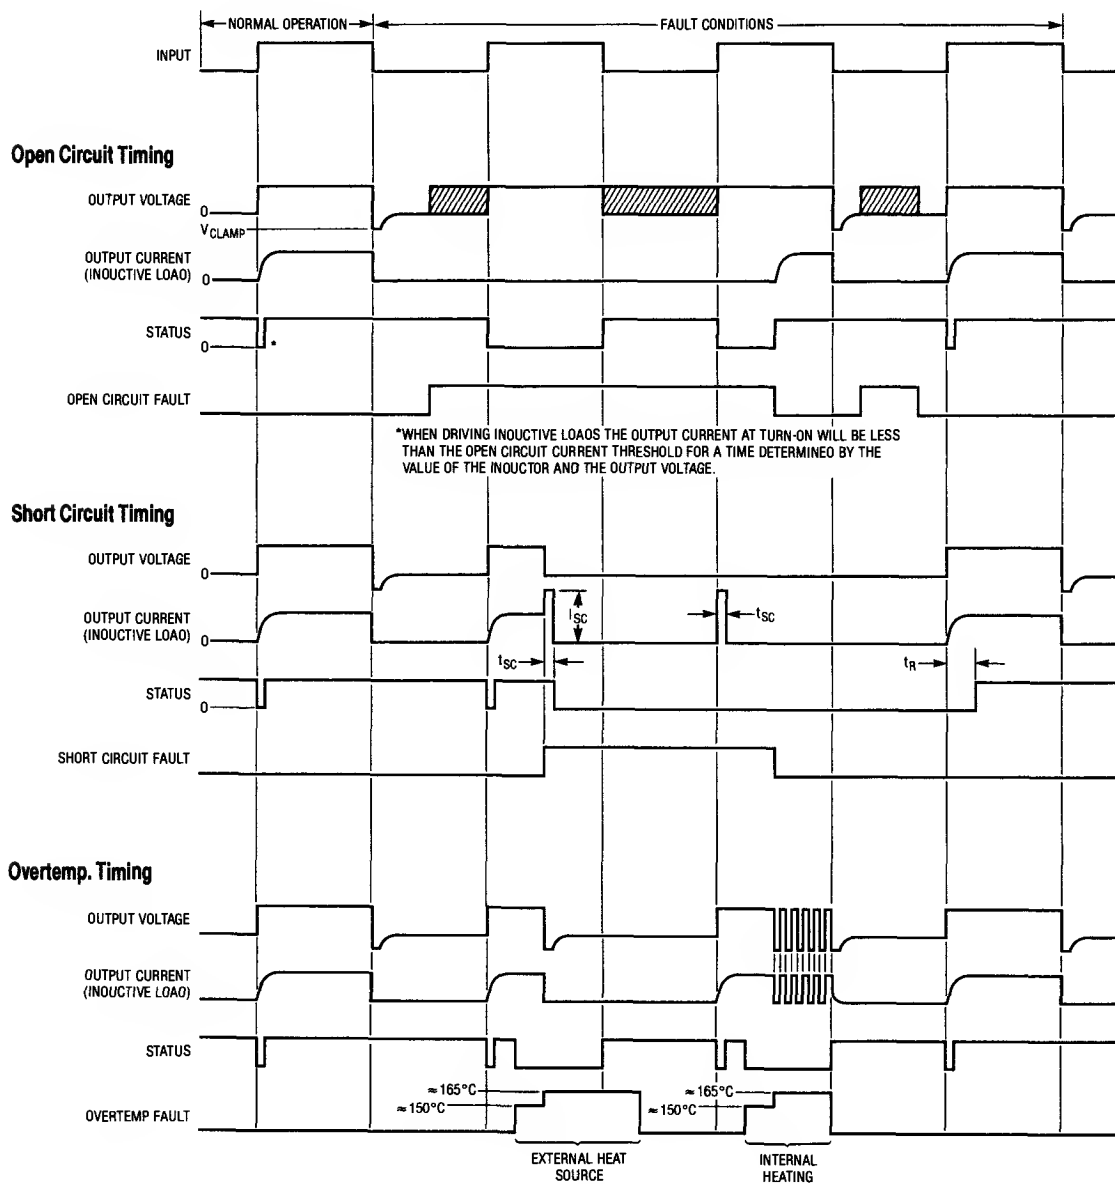 NORMAL OPERATION
FAULT CONDITIONS
INPUT
Open Circuit Timing
OUTPUT VOLTAGE
0
VCLAMP
OUTPUT CURRENT
(INOUCTIVE LOAO)
0
STATUS
0
*
OPEN CIRCUIT FAULT
*WHEN DRIVING INOUCTIVE LOAOS THE OUTPUT CURRENT AT TURN-ON WILL BE LESS
THAN THE OPEN CIRCUIT CURRENT THRESHOLD FOR A TIME DETERMINEO BY THE
VALUE OF THE INOUCTOR AND THE OUTPUT VOLTAGE.
Short Circuit Timing
OUTPUT VOLTAGE
0
OUTPUT CURRENT
(INOUCTIVE LOAO)
0
ISC
tSC
tSC
tR
STATUS
0
SHORT CIRCUIT FAULT
Overtemp. Timing
OUTPUT VOLTAGE
OUTPUT CURRENT
(INOUCTIVE LOAO)
STATUS
≈165°C
≈165°C
≈150°C
≈150°C
OVERTEMP FAULT
EXTERNAL HEAT
SOURCE
INTERNAL
HEATING